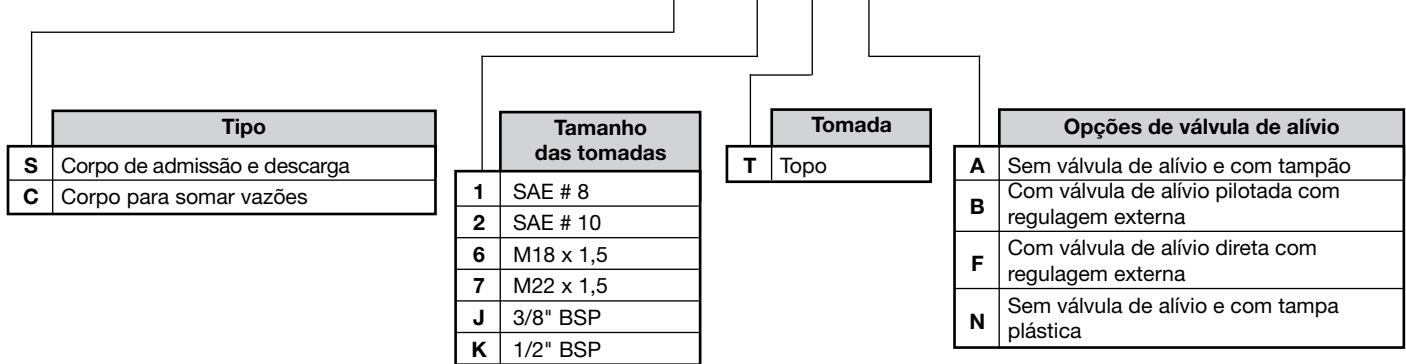 Tipo
S Corpo de admissão e descarga
C Corpo para somar vazões
Tamanho
das tomadas
1 SAE # 8
2 SAE # 10
6 M18 x 1,5
7 M22 x 1,5
J 3/8" BSP
K 1/2" BSP
Tomada
T Topo
Opções de válvula de alívio
A Sem válvula de alívio e com tampão
B Com válvula de alívio pilotada com
regulagem externa
F Com válvula de alívio direta com
regulagem externa
N Sem válvula de alívio e com tampa
plástica